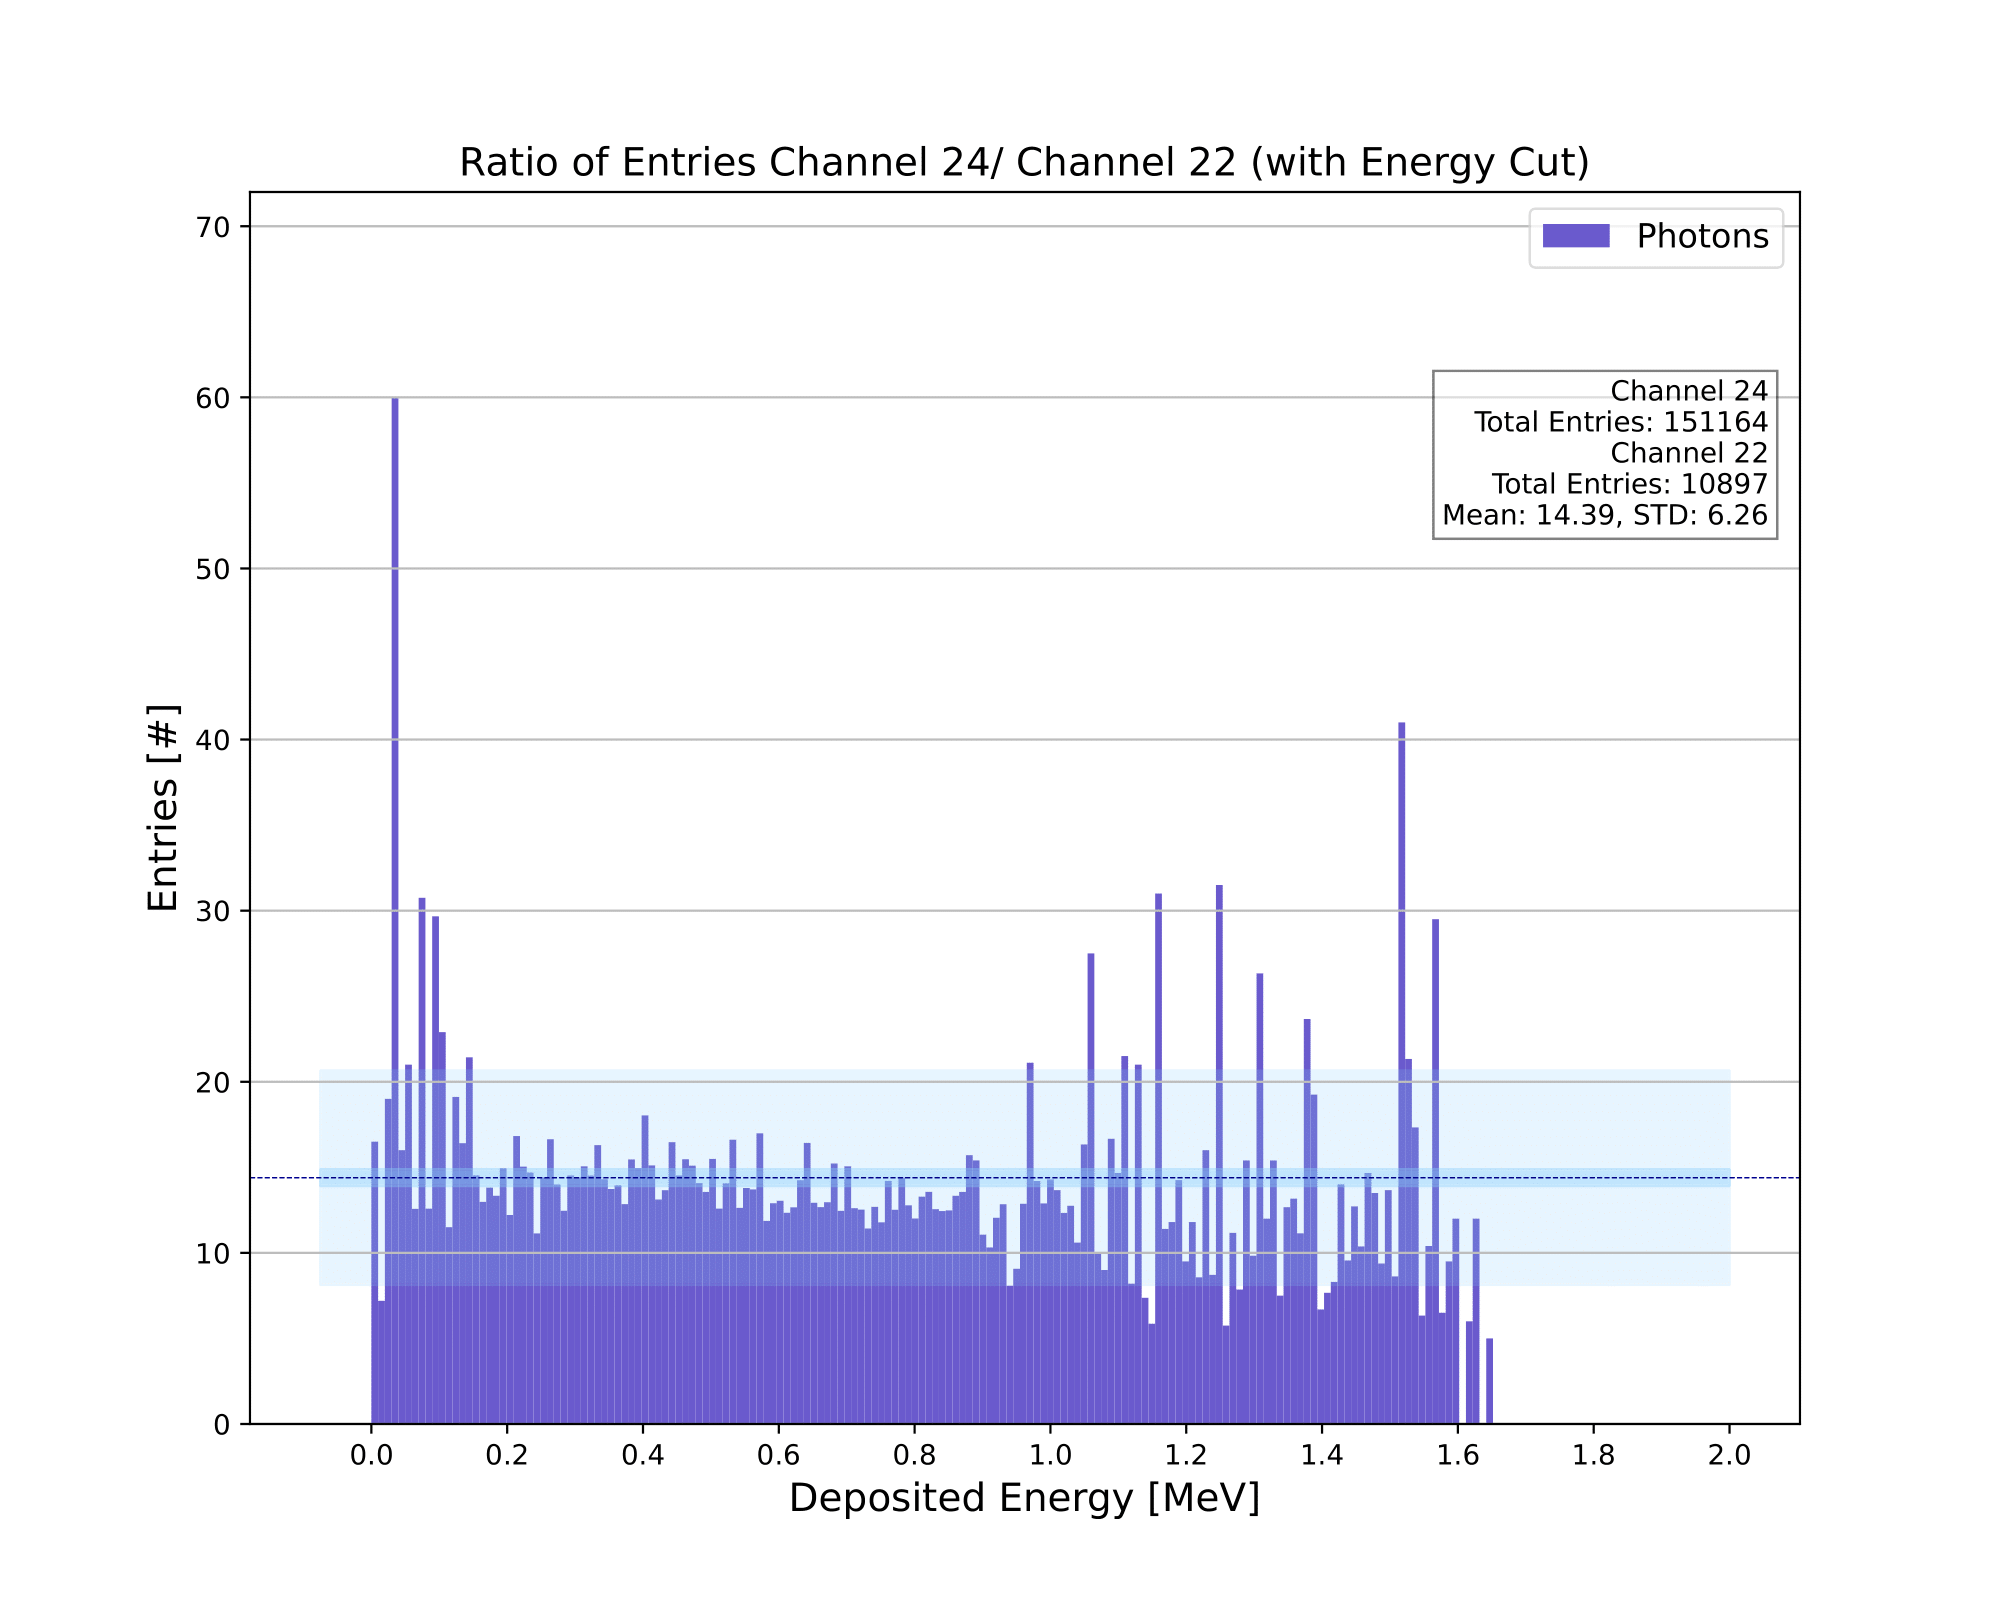 Ratio of Entries Channel 24/ Channel 22 (with Energy Cut)
Photons
Channel 24
Total Entries: 151164
Channel 22
Total Entries: 10897
Mean: 14.39, STD: 6.26
Entries [#]
70
60
50
40
30
20
10
0
0.0 0.2 0.4 0.6 0.8 1.0 1.2 1.4 1.6 1.8 2.0
Deposited Energy [MeV]